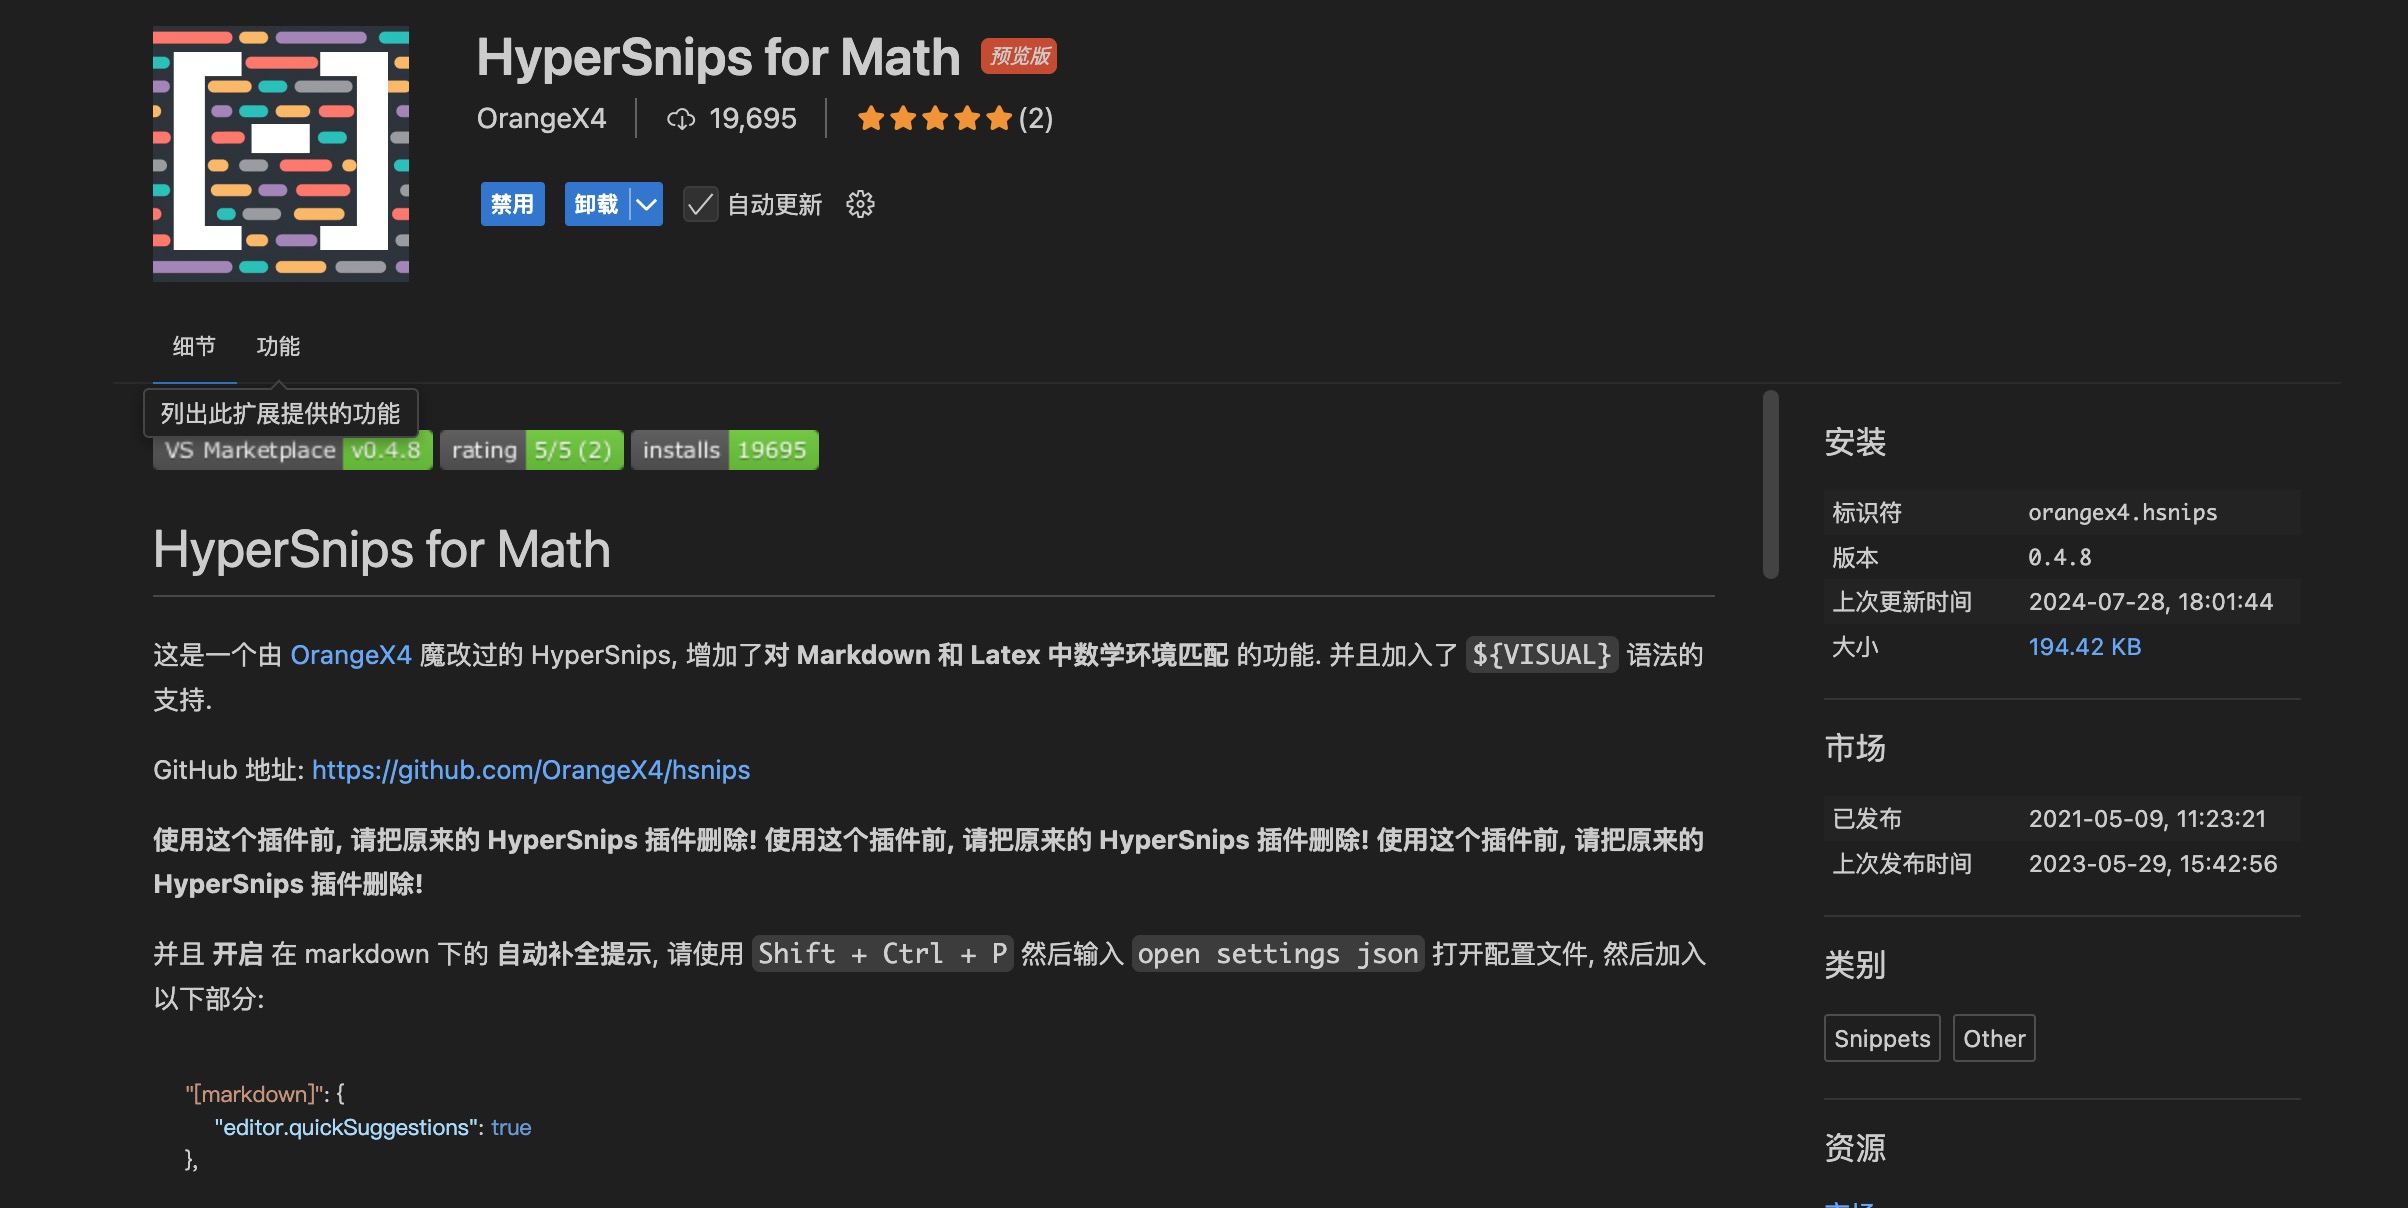 HyperSnips for Math 预览版
OrangeX4 19,695 (2)
禁用 卸载 自动更新
细节 功能
列出此扩展提供的功能
VS Marketplace v0.4.8 rating 5/5 (2) installs 19695
HyperSnips for Math
这是一个由 OrangeX4 魔改过的 HyperSnips, 增加了对 Markdown 和 Latex 中数学环境匹配 的功能. 并且加入了 ${VISUAL} 语法的
支持.
GitHub 地址: https://github.com/OrangeX4/hsnips
使用这个插件前, 请把原来的 HyperSnips 插件删除! 使用这个插件前, 请把原来的 HyperSnips 插件删除! 使用这个插件前, 请把原来的
HyperSnips 插件删除!
并且 开启 在 markdown 下的 自动补全提示, 请使用 Shift + Ctrl + P 然后输入 open settings json 打开配置文件, 然后加入
以下部分:
"[markdown]": {
"editor.quickSuggestions": true
},
安装
标识符 orangex4.hsnips
版本 0.4.8
上次更新时间 2024-07-28, 18:01:44
大小 194.42 KB
市场
已发布 2021-05-09, 11:23:21
上次发布时间 2023-05-29, 15:42:56
类别
Snippets Other
资源